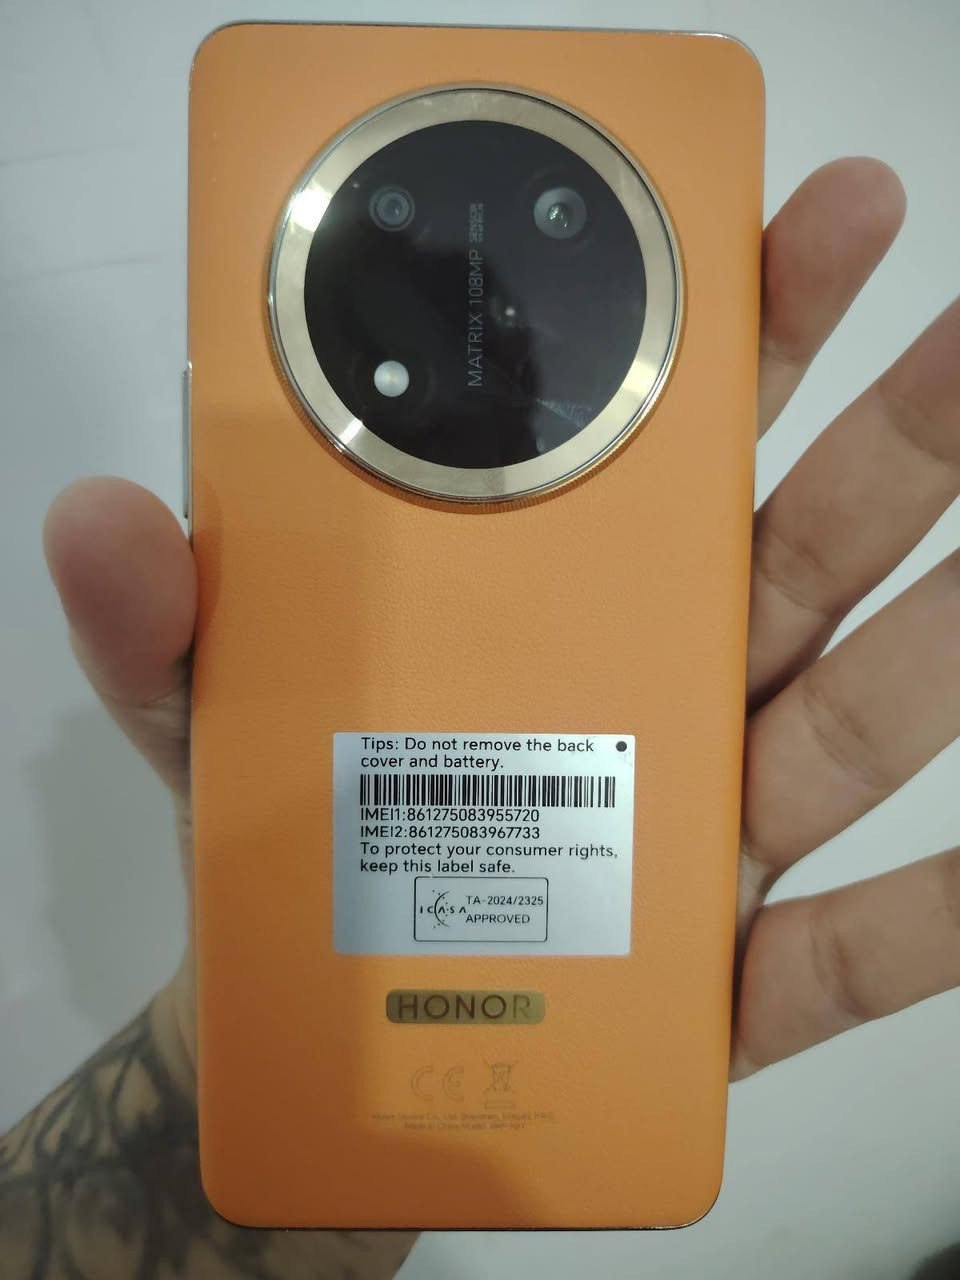 MATRIX 108MP SENSOR
Tips: Do not remove the back
cover and battery.
IMEI1:861275083955720
IMEI2:861275083967733
To protect your consumer rights,
keep this label safe.
ICASA
TA-2024/2325
APPROVED
HONOR
CE